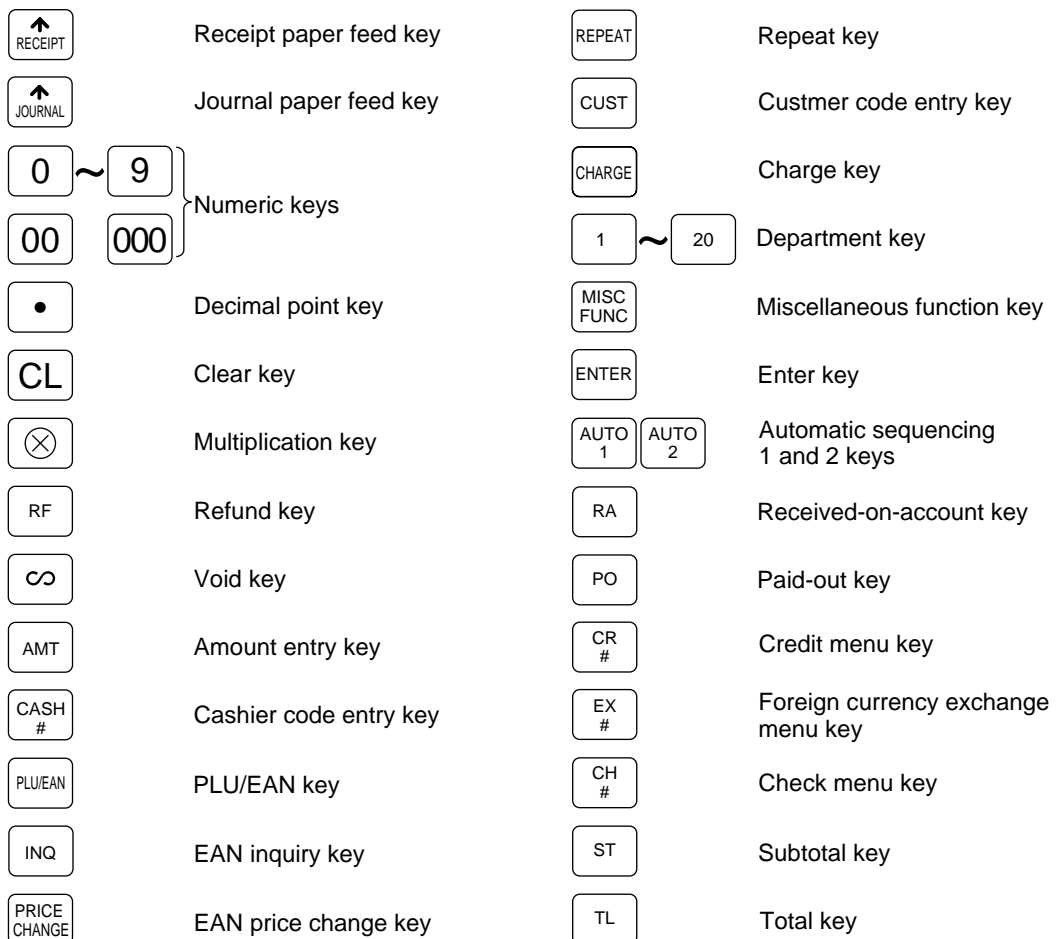 RECEIPT
Receipt paper feed key
JOURNAL
Journal paper feed key
0 ~ 9
00 000
Numeric keys
•
Decimal point key
CL
Clear key
⊗
Multiplication key
RF
Refund key
Void key
AMT
Amount entry key
CASH
#
Cashier code entry key
PLU/EAN
PLU/EAN key
INQ
EAN inquiry key
PRICE
CHANGE
EAN price change key
REPEAT
Repeat key
CUST
Custmer code entry key
CHARGE
Charge key
1 ~ 20
Department key
MISC
FUNC
Miscellaneous function key
ENTER
Enter key
AUTO AUTO
1 2
Automatic sequencing
1 and 2 keys
RA
Received-on-account key
PO
Paid-out key
CR
#
Credit menu key
EX
#
Foreign currency exchange
menu key
CH
#
Check menu key
ST
Subtotal key
TL
Total key